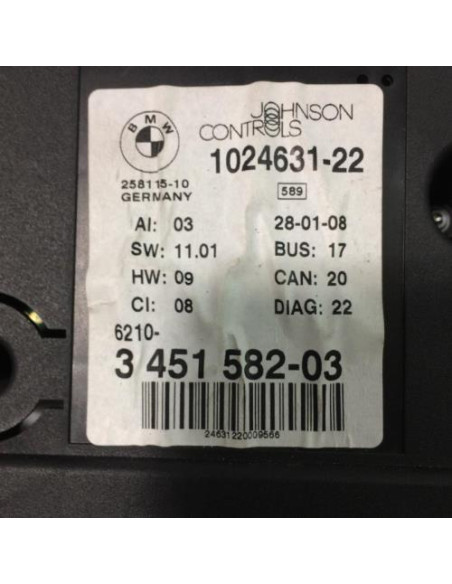 BMW
JOHNSON
CONTROLS
1024631-22
258115-10
GERMANY
589
AI: 03 28-01-08
SW: 11.01 BUS: 17
HW: 09 CAN: 20
CI: 08 DIAG: 22
6210-
3 451 582-03
24631220009566